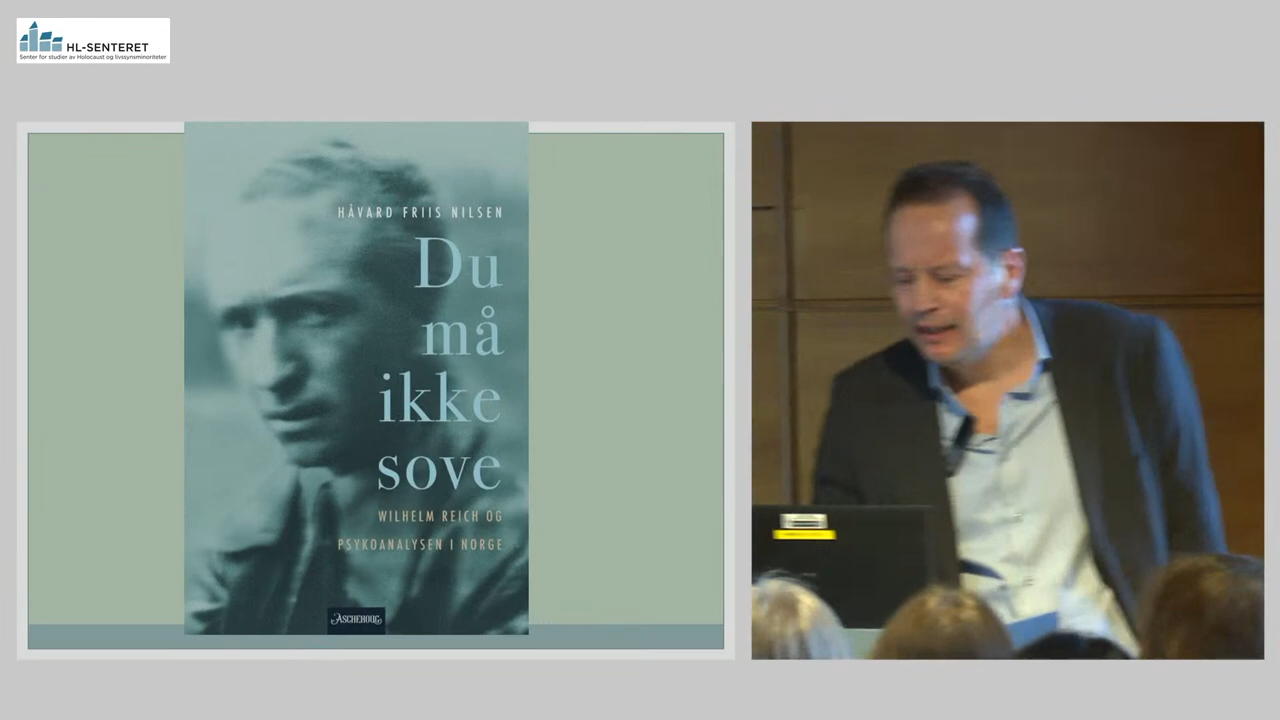 HL-SENTERET
Senter for studier av Holocaust og livssynsminoriteter
HÅVARD FRIIS NILSEN
Du
må
ikke
sove
WILHELM REICH OG
PSYKOANALYSEN I NORGE
ASCHEHOUG